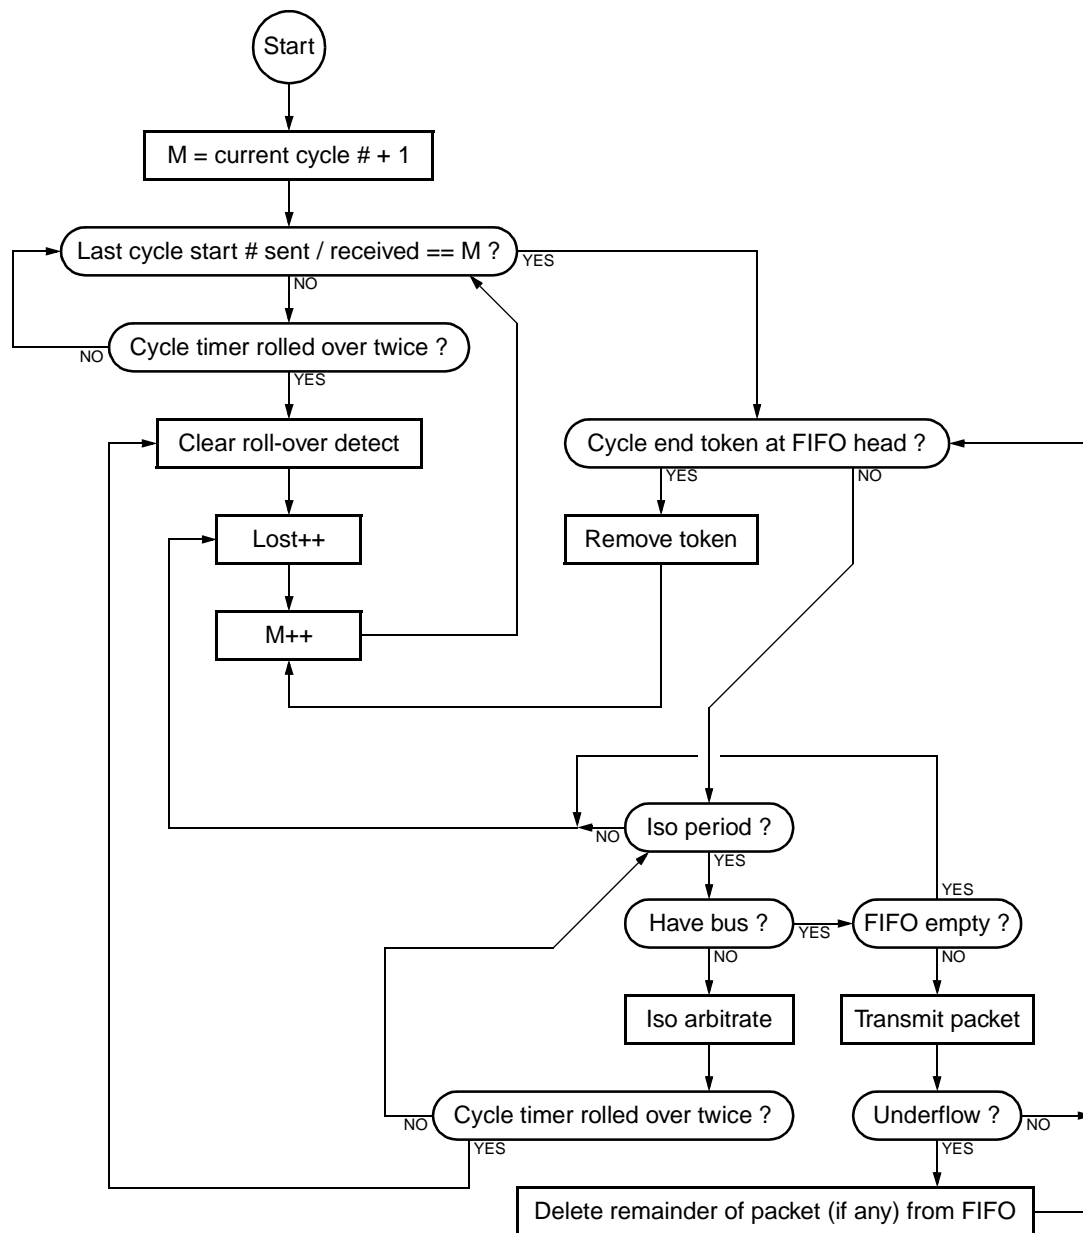 Start
M = current cycle # + 1
Last cycle start # sent / received == M ?
YES
NO
Cycle timer rolled over twice ?
NO
YES
Clear roll-over detect
Cycle end token at FIFO head ?
YES
NO
Lost++
Remove token
M++
Iso period ?
NO
YES
YES
Have bus ?
YES
FIFO empty ?
NO
NO
Iso arbitrate
Transmit packet
Cycle timer rolled over twice ?
NO
YES
Underflow ?
NO
YES
Delete remainder of packet (if any) from FIFO